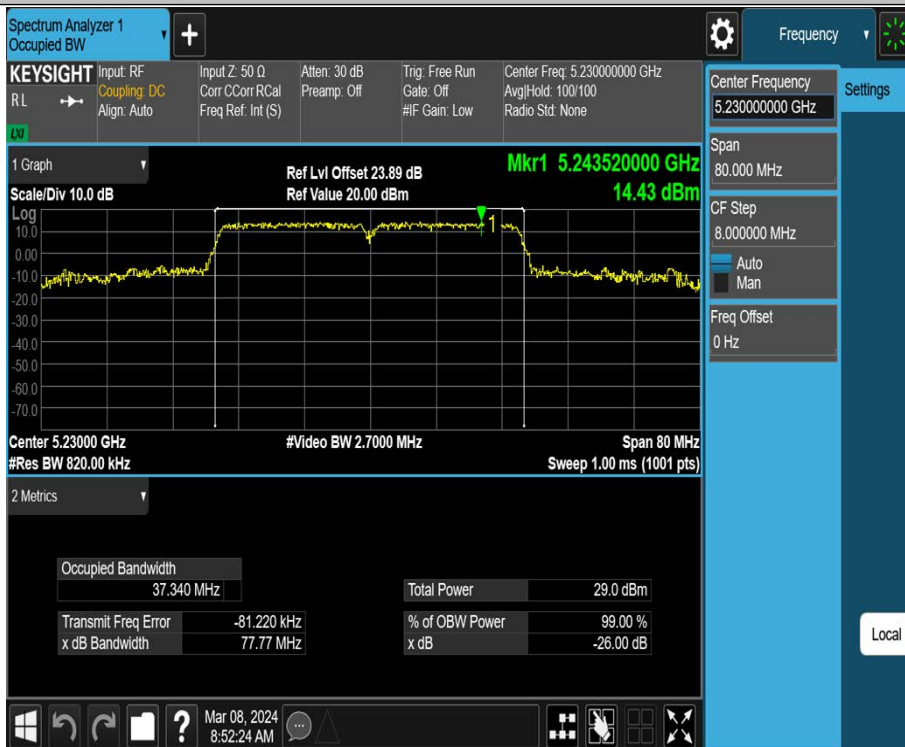 Spectrum Analyzer 1
Occupied BW
+
Frequency
KEYSIGHT
R L
LXI
Input: RF
Coupling: DC
Align: Auto
Input Z: 50 Ω
Corr CCorr RCal
Freq Ref: Int (S)
Atten: 30 dB
Preamp: Off
Trig: Free Run
Gate: Off
#IF Gain: Low
Center Freq: 5.230000000 GHz
Avg|Hold: 100/100
Radio Std: None
Center Frequency
5.230000000 GHz
Settings
Span
80.000 MHz
CF Step
8.000000 MHz
Auto
Man
Freq Offset
0 Hz
Local
1 Graph
Scale/Div 10.0 dB
Ref Lvl Offset 23.89 dB
Ref Value 20.00 dBm
Mkr1 5.243520000 GHz
14.43 dBm
Log
10.0
0.00
-10.0
-20.0
-30.0
-40.0
-50.0
-60.0
-70.0
1
Center 5.23000 GHz
#Res BW 820.00 kHz
#Video BW 2.7000 MHz
Span 80 MHz
Sweep 1.00 ms (1001 pts)
2 Metrics
Occupied Bandwidth
37.340 MHz
Total Power 29.0 dBm
Transmit Freq Error -81.220 kHz
% of OBW Power 99.00 %
x dB Bandwidth 77.77 MHz
x dB -26.00 dB
?
Mar 08, 2024
8:52:24 AM